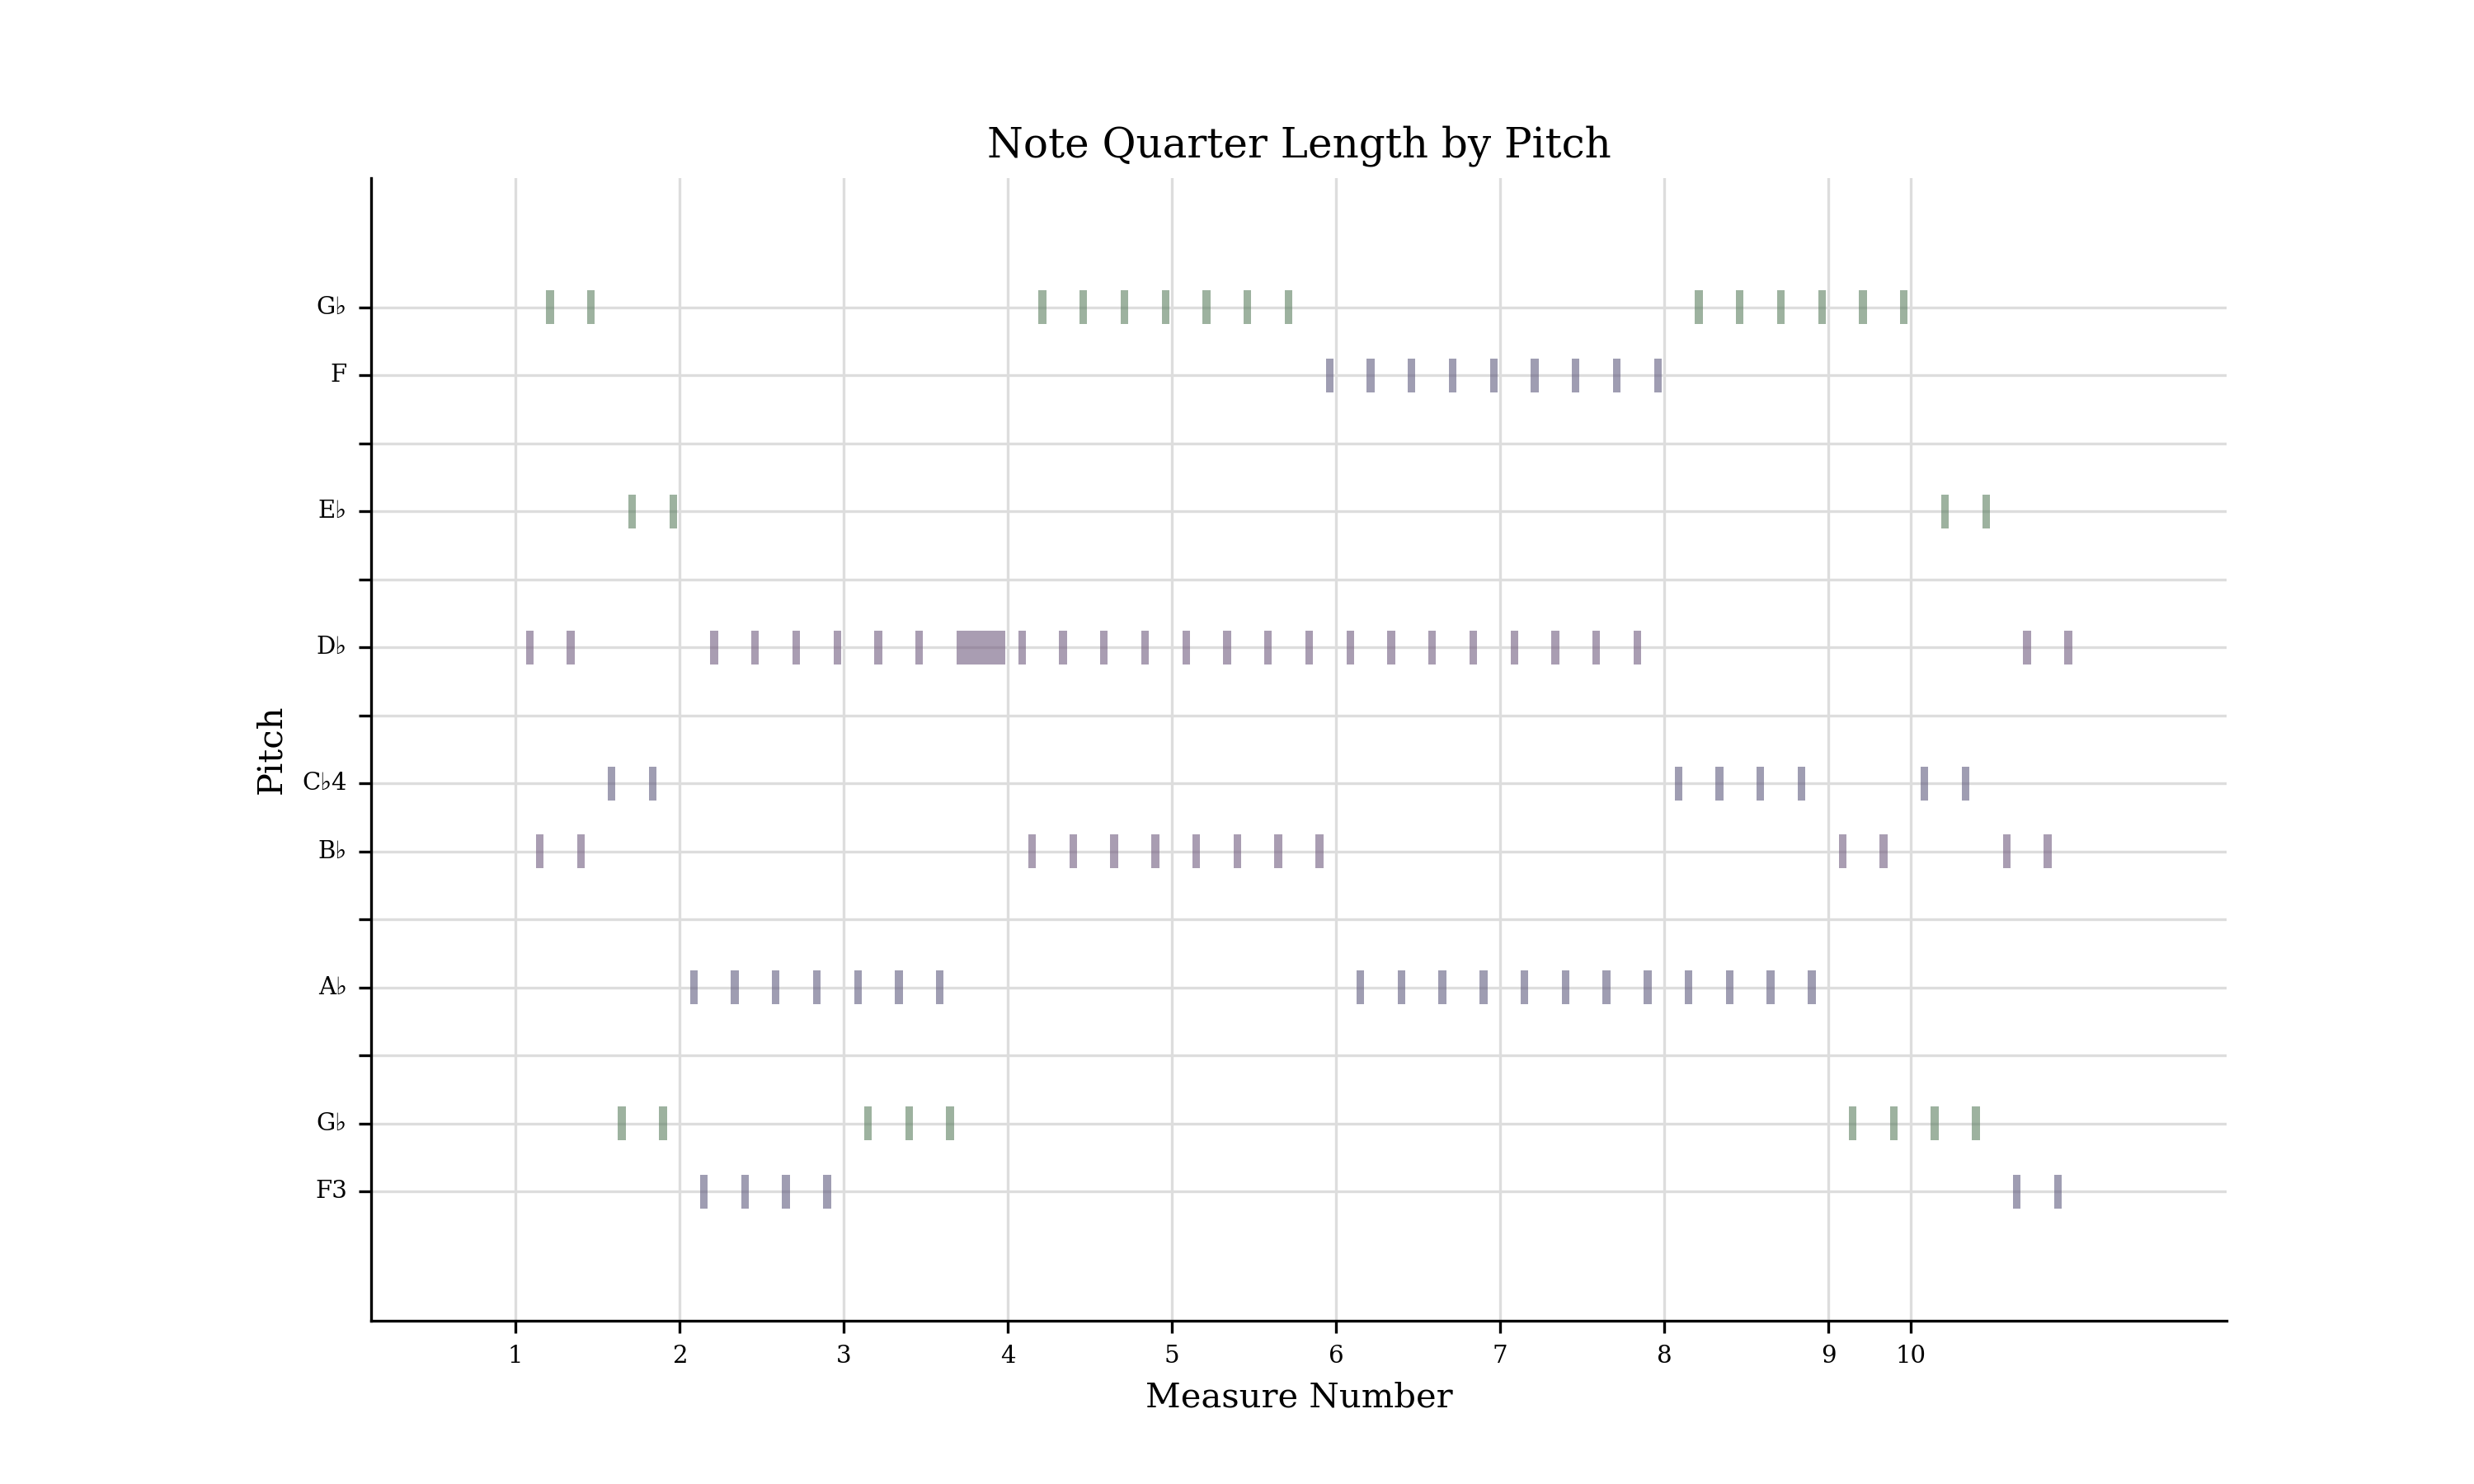 Note Quarter Length by Pitch
G♭
F
E♭
D♭
C♭4
B♭
A♭
G♭
F3
Pitch
1 2 3 4 5 6 7 8 9 10
Measure Number